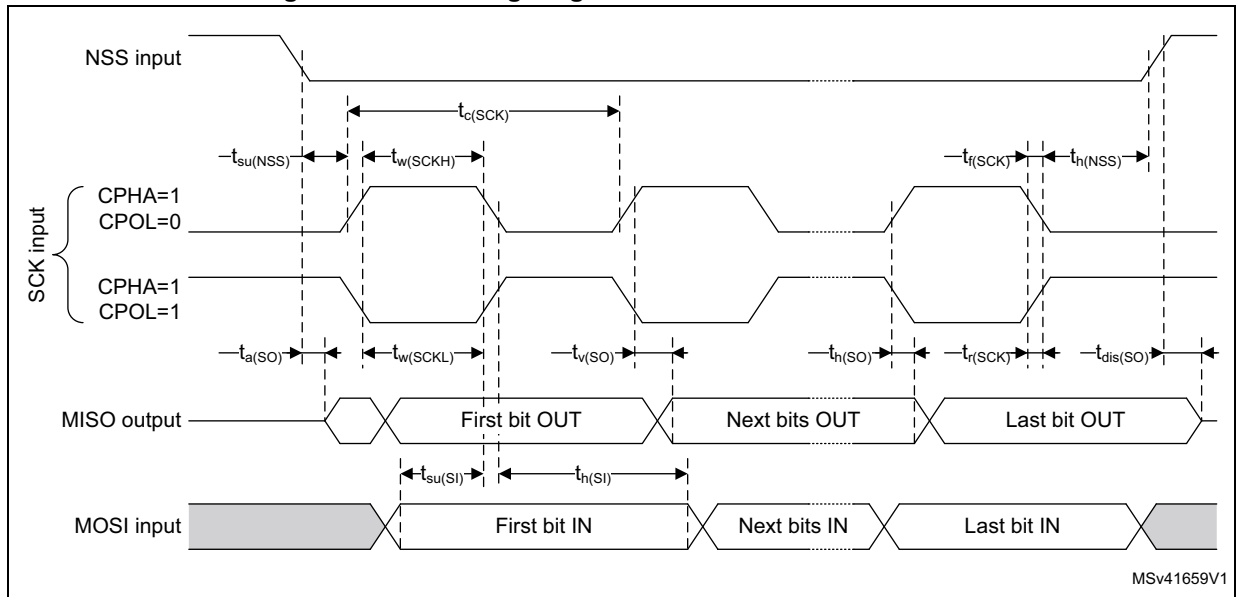 NSS input
tc(SCK)
tsu(NSS)
tw(SCKH)
tf(SCK)
th(NSS)
SCK input
CPHA=1
CPOL=0
CPHA=1
CPOL=1
ta(SO)
tw(SCKL)
tv(SO)
th(SO)
tr(SCK)
tdis(SO)
MISO output
First bit OUT
Next bits OUT
Last bit OUT
tsu(SI)
th(SI)
MOSI input
First bit IN
Next bits IN
Last bit IN
MSv41659V1